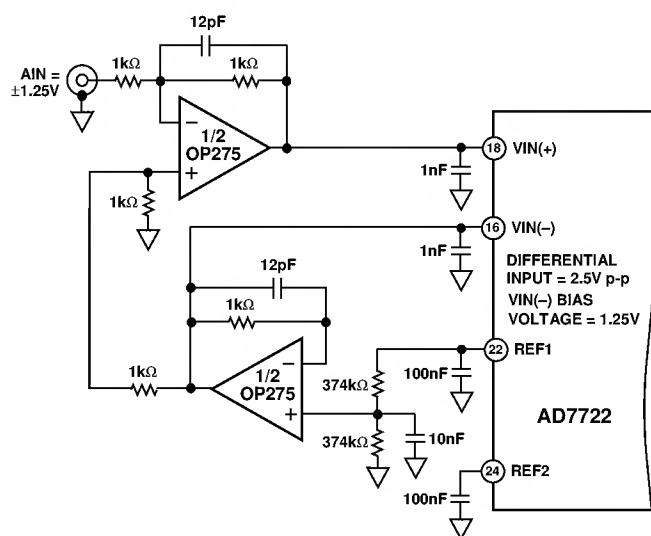 12pF
AIN =
±1.25V
1kΩ
1kΩ
1/2
OP275
−
+
1kΩ
1nF
18
VIN(+)
16
VIN(–)
1nF
DIFFERENTIAL
INPUT = 2.5V p-p
VIN(–) BIAS
VOLTAGE = 1.25V
12pF
1kΩ
1kΩ
1/2
OP275
−
+
374kΩ
374kΩ
10nF
100nF
22
REF1
AD7722
24
REF2
100nF